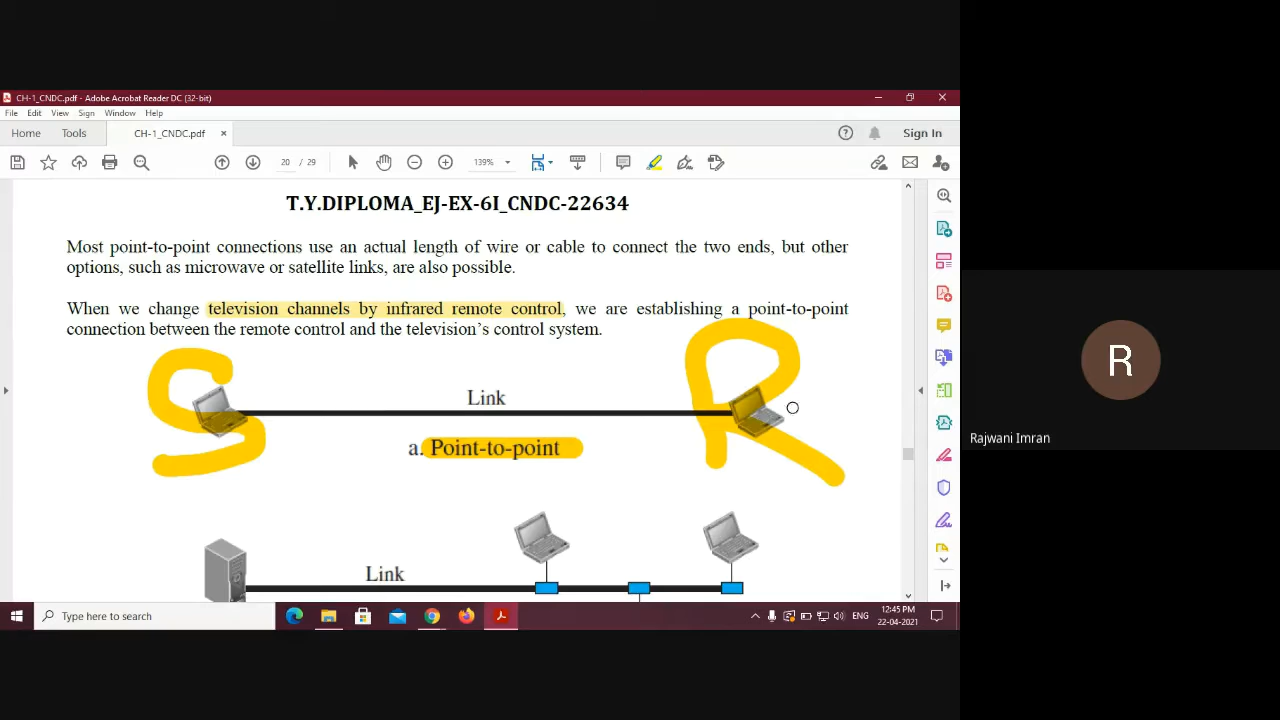 CH-1_CNDC.pdf - Adobe Acrobat Reader DC (32-bit)
File Edit View Sign Window Help
Home Tools CH-1_CNDC.pdf × Sign In
20 / 29 139%
T.Y.DIPLOMA_EJ-EX-6I_CNDC-22634
Most point-to-point connections use an actual length of wire or cable to connect the two ends, but other
options, such as microwave or satellite links, are also possible.
When we change television channels by infrared remote control, we are establishing a point-to-point
connection between the remote control and the television's control system.
S R
Link
a. Point-to-point
Link
R
Rajwani Imran
Type here to search
ENG
12:45 PM
22-04-2021